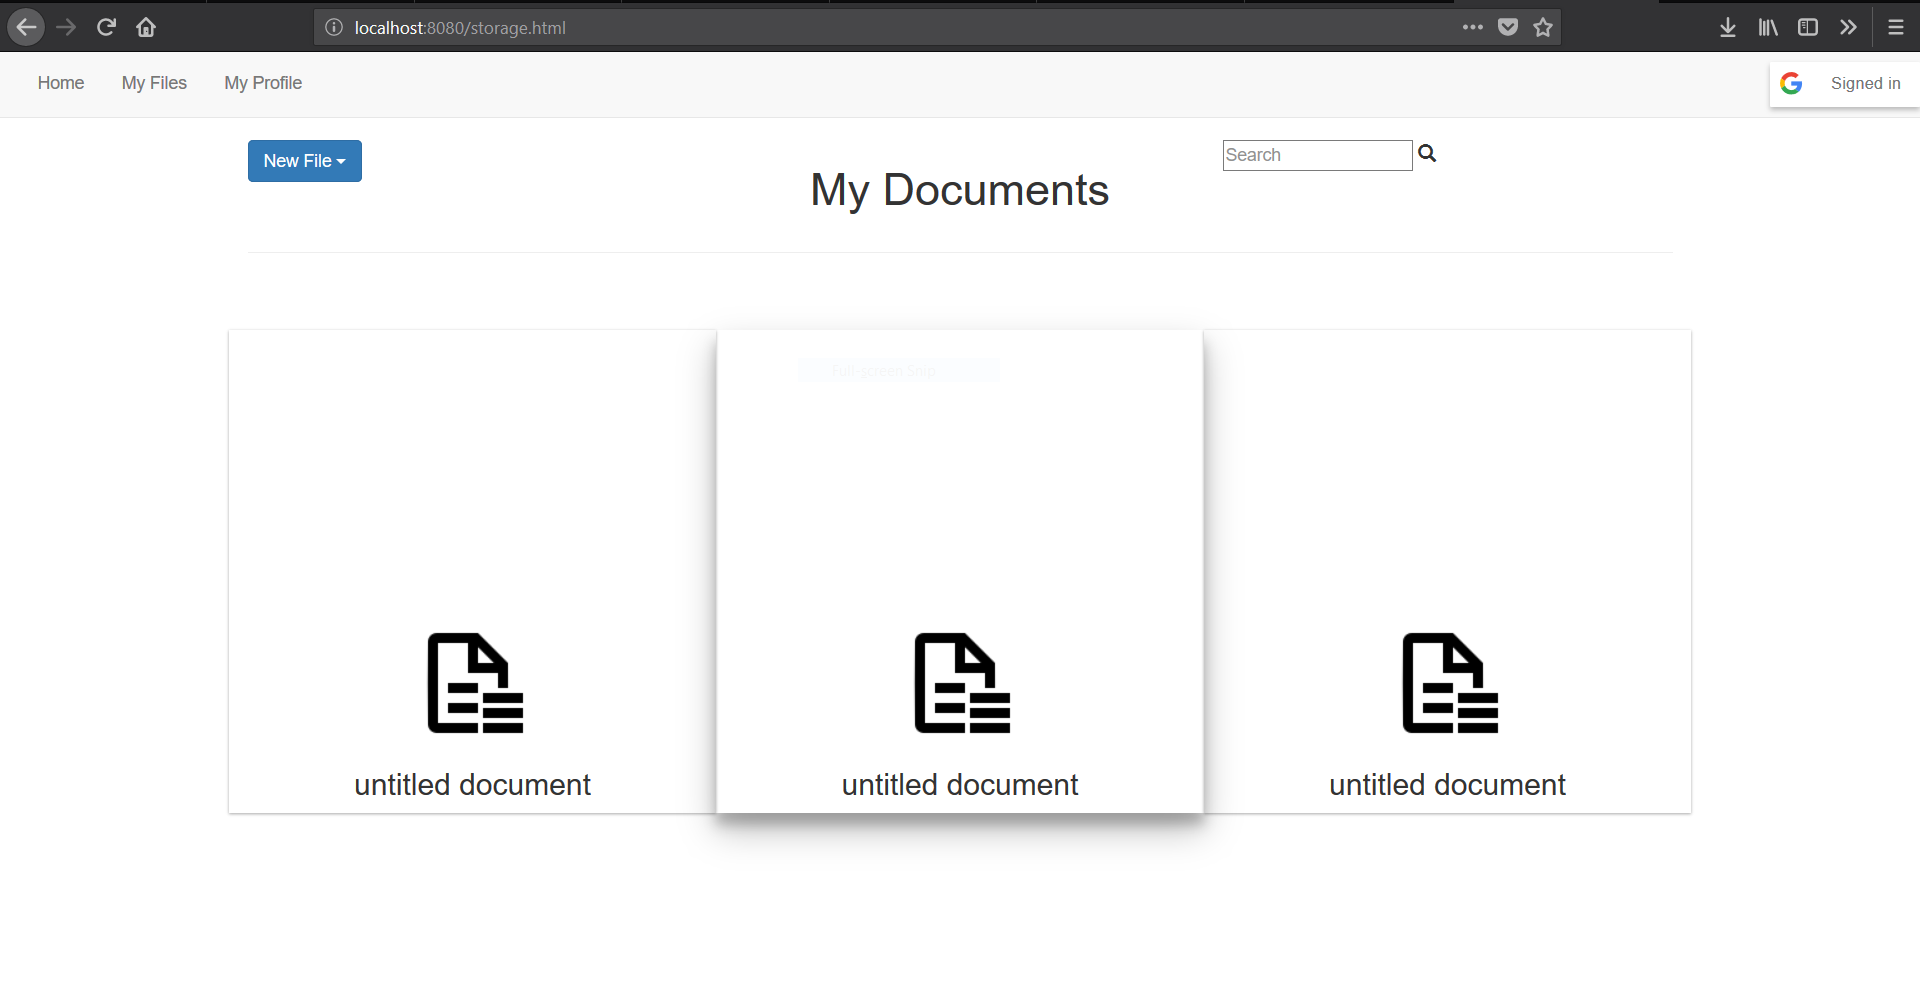 localhost:8080/storage.html
Home My Files My Profile Signed in
New File Search
My Documents
Full-screen Snip
untitled document untitled document untitled document